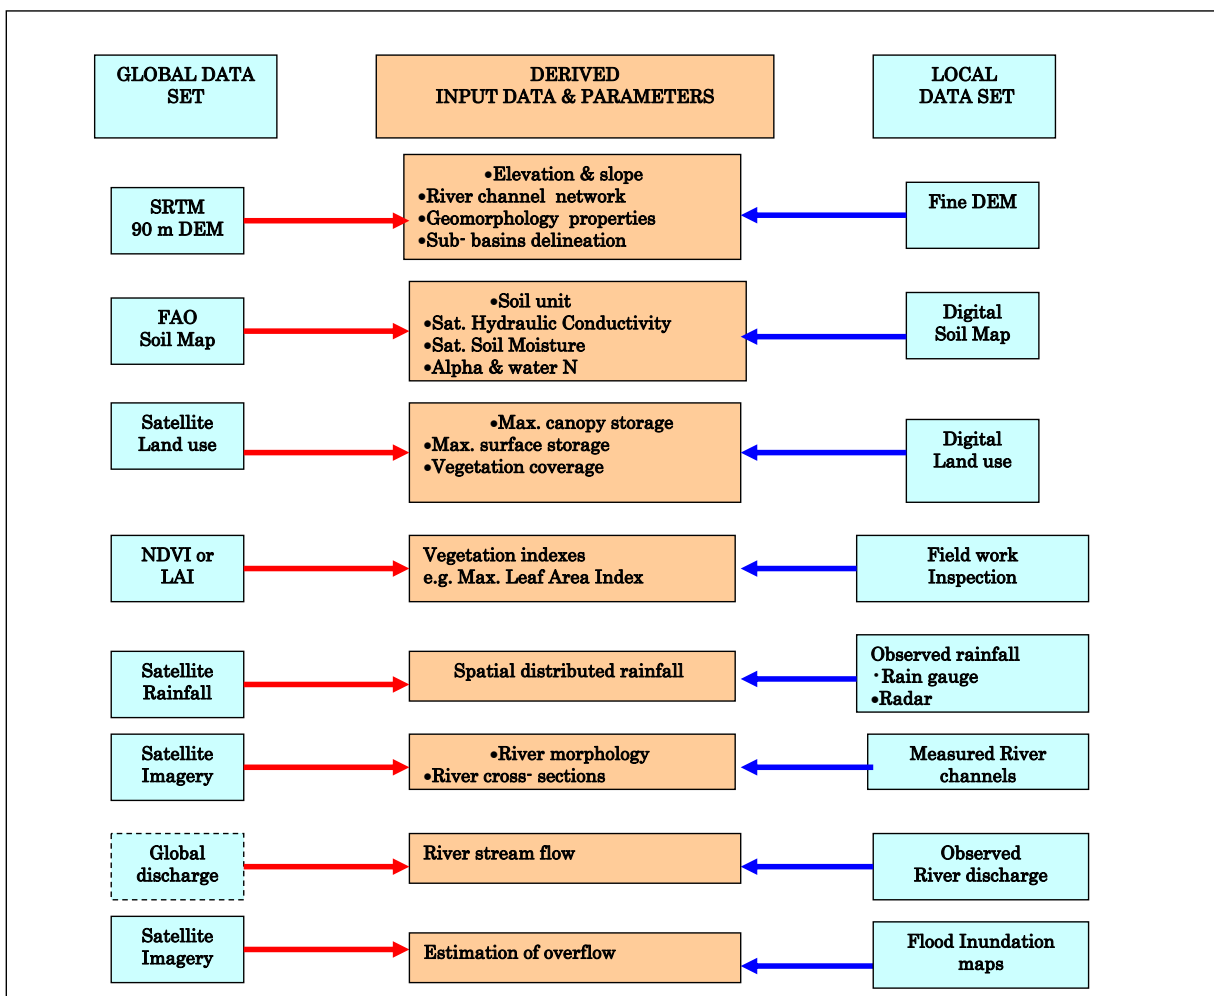 GLOBAL DATA
SET
DERIVED
INPUT DATA & PARAMETERS
LOCAL
DATA SET
SRTM
90 m DEM
•Elevation & slope
•River channel network
•Geomorphology properties
•Sub- basins delineation
Fine DEM
FAO
Soil Map
•Soil unit
•Sat. Hydraulic Conductivity
•Sat. Soil Moisture
•Alpha & water N
Digital
Soil Map
Satellite
Land use
•Max. canopy storage
•Max. surface storage
•Vegetation coverage
Digital
Land use
NDVI or
LAI
Vegetation indexes
e.g. Max. Leaf Area Index
Field work
Inspection
Satellite
Rainfall
Spatial distributed rainfall
Observed rainfall
・Rain gauge
•Radar
Satellite
Imagery
•River morphology
•River cross- sections
Measured River
channels
Global
discharge
River stream flow
Observed
River discharge
Satellite
Imagery
Estimation of overflow
Flood Inundation
maps